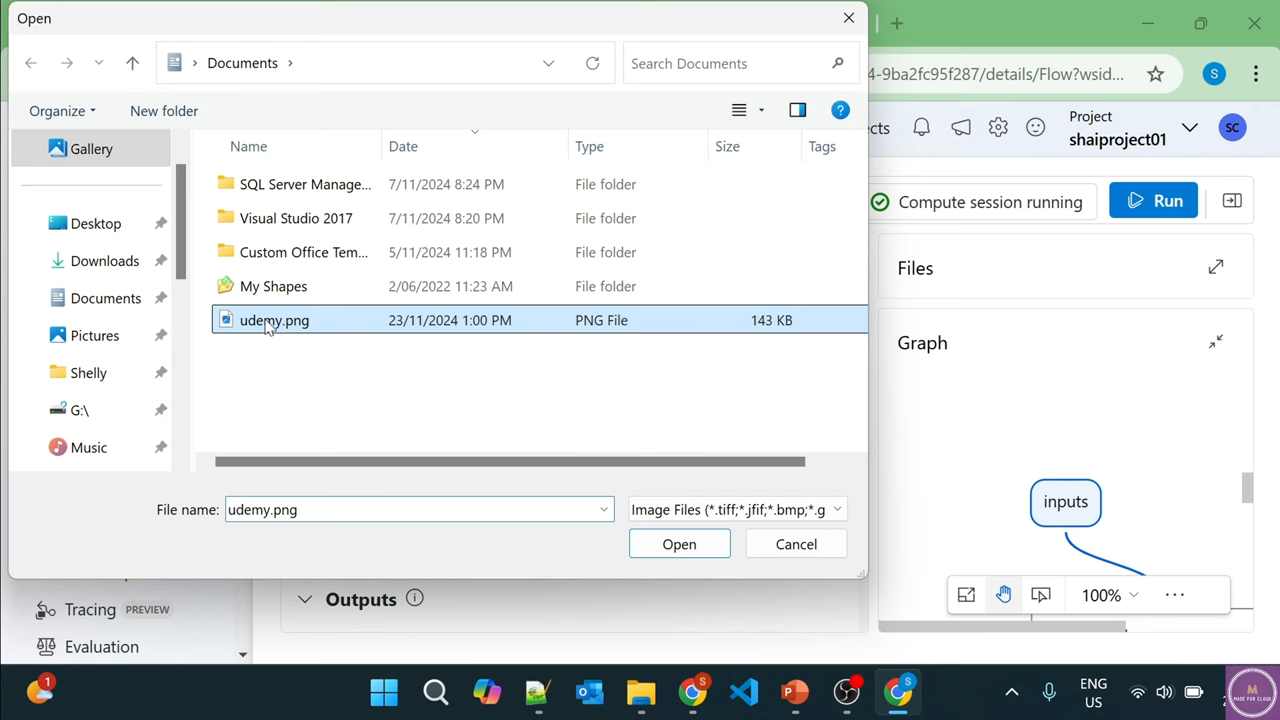 Open
Documents
Search Documents
4-9ba2fc95f287/details/Flow?wsid...
S
Organize
New folder
?
cts
Project
shaiproject01
SC
Gallery
Desktop
Downloads
Documents
Pictures
Shelly
G:\
Music
Name
Date
Type
Size
Tags
SQL Server Manage...
7/11/2024 8:24 PM
File folder
Visual Studio 2017
7/11/2024 8:20 PM
File folder
Custom Office Tem...
5/11/2024 11:18 PM
File folder
My Shapes
2/06/2022 11:23 AM
File folder
udemy.png
23/11/2024 1:00 PM
PNG File
143 KB
Compute session running
Run
Files
Graph
inputs
100%
File name:
udemy.png
Image Files (*.tiff;*.jfif;*.bmp;*.g
Open
Cancel
Outputs
Tracing
PREVIEW
Evaluation
1
S
S
ENG
US
M
MADE FOR CLOUD